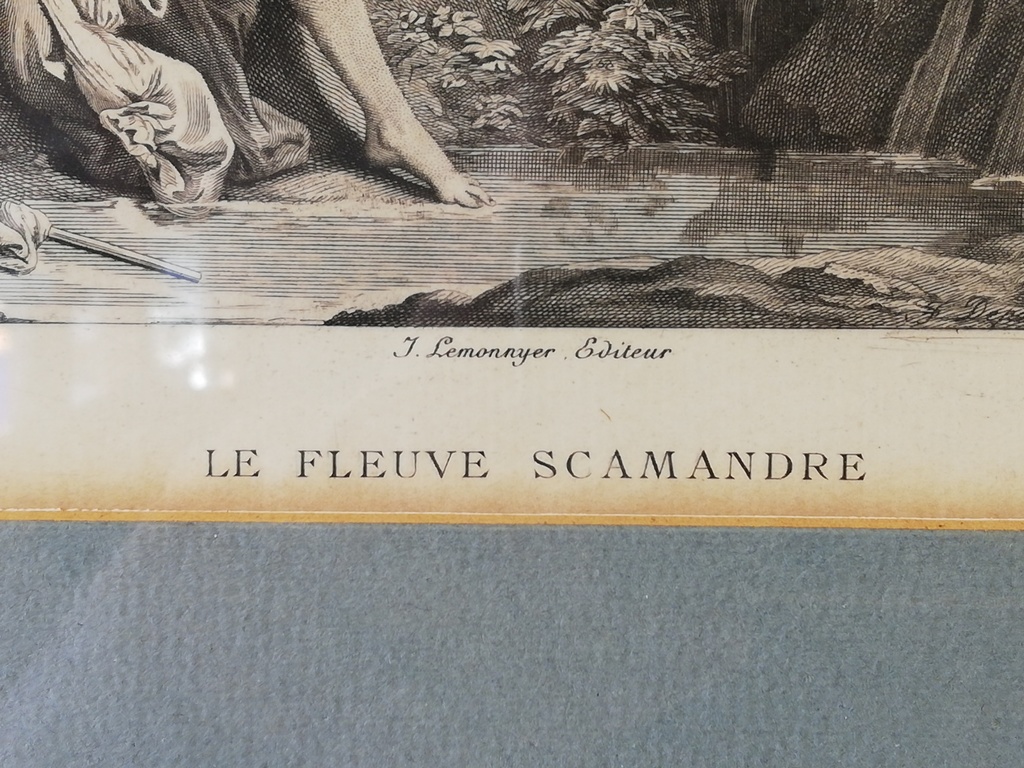 J. Lemonnyer, Editeur
LE FLEUVE SCAMANDRE